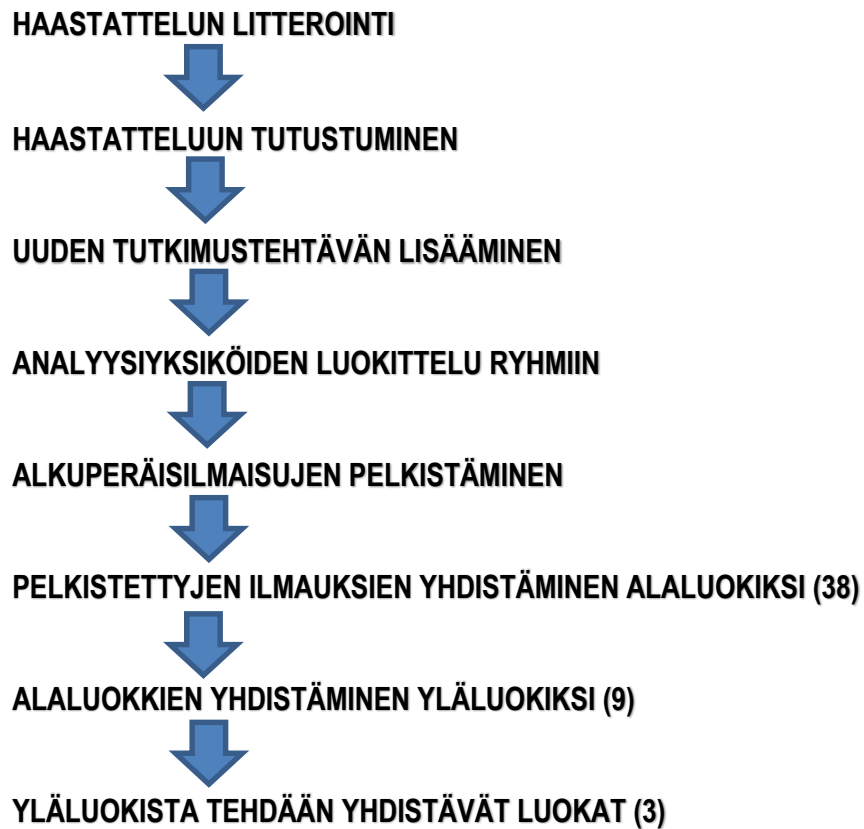 HAASTATTELUN LITTEROINTI
HAASTATTELUUN TUTUSTUMINEN
UUDEN TUTKIMUSTEHTÄVÄN LISÄÄMINEN
ANALYYSIYKSIKÖIDEN LUOKITTELU RYHMIIN
ALKUPERÄISILMAISUJEN PELKISTÄMINEN
PELKISTETTYJEN ILMAUKSIEN YHDISTÄMINEN ALALUOKIKSI (38)
ALALUOKKIEN YHDISTÄMINEN YLÄLUOKIKSI (9)
YLÄLUOKISTA TEHDÄÄN YHDISTÄVÄT LUOKAT (3)